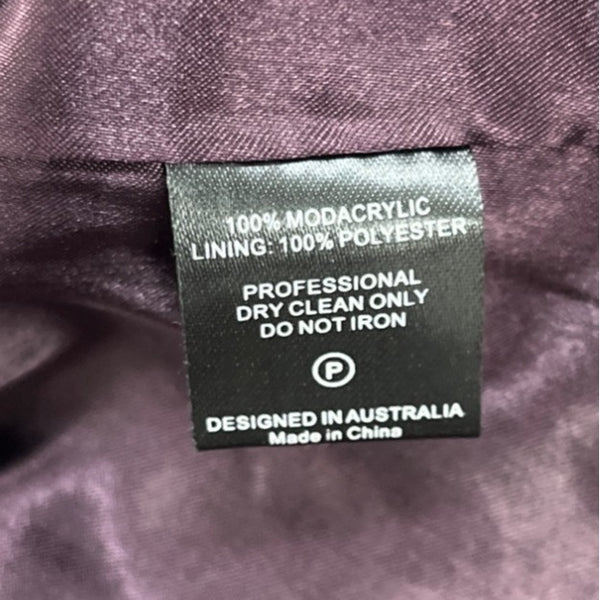 100% MODACRYLIC
LINING: 100% POLYESTER
PROFESSIONAL
DRY CLEAN ONLY
DO NOT IRON
P
DESIGNED IN AUSTRALIA
Made in China